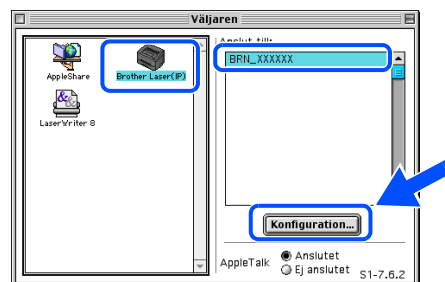 Väljaren
Anslut till:
AppleShare
Brother Laser(IP)
BRN_XXXXXX
LaserWriter 8
Konfiguration...
AppleTalk
Anslutet
Ej anslutet
S1-7.6.2